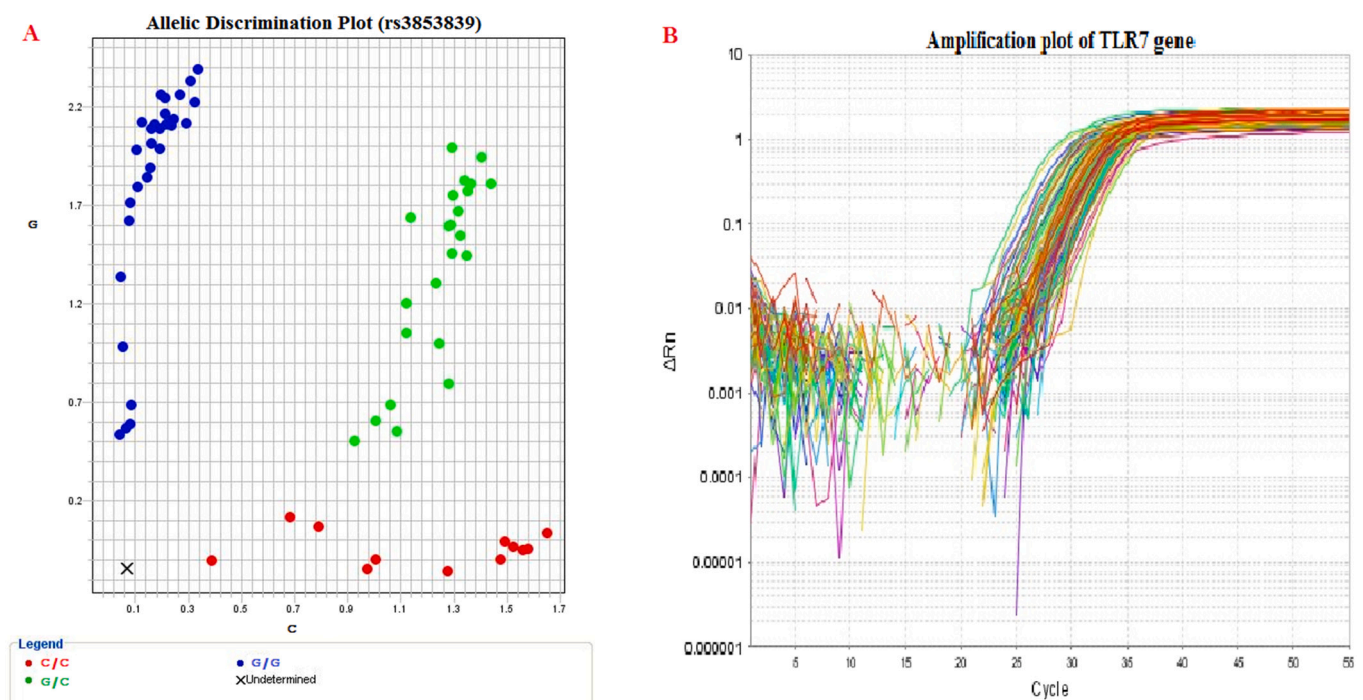 A
Allelic Discrimination Plot (rs3853839)
G
2.2
1.7
1.2
0.7
0.2
0.1 0.3 0.5 0.7 0.9 1.1 1.3 1.5 1.7
C
Legend
C/C
G/G
G/C
Undetermined
B
Amplification plot of TLR7 gene
ΔRn
10
1
0.1
0.01
0.001
0.0001
0.00001
0.000001
5 10 15 20 25 30 35 40 45 50 55
Cycle